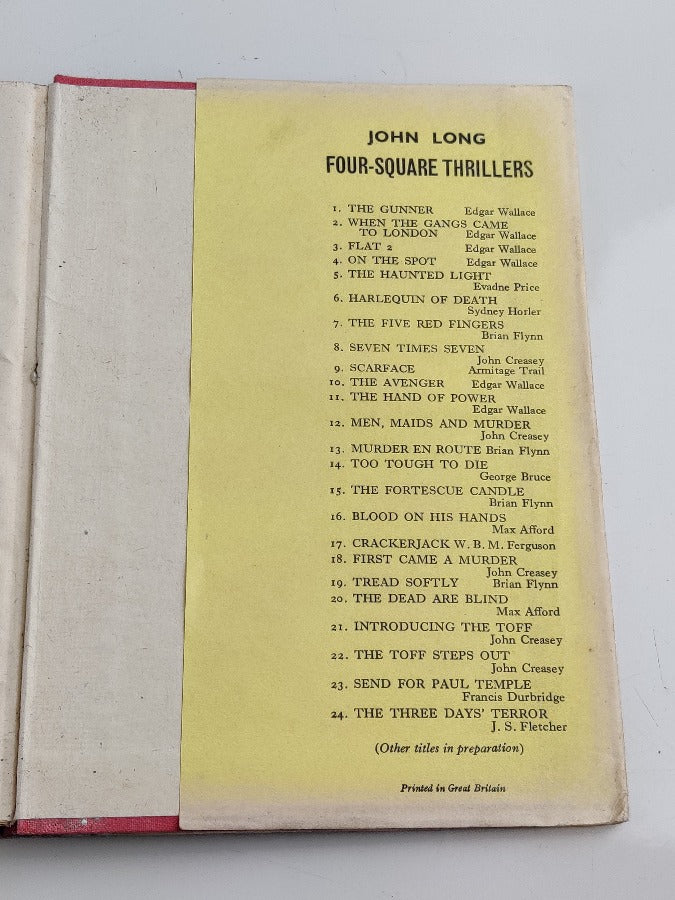 JOHN LONG
FOUR-SQUARE THRILLERS
1. THE GUNNER Edgar Wallace
2. WHEN THE GANGS CAME
TO LONDON Edgar Wallace
3. FLAT 2 Edgar Wallace
4. ON THE SPOT Edgar Wallace
5. THE HAUNTED LIGHT
Evadne Price
6. HARLEQUIN OF DEATH
Sydney Horler
7. THE FIVE RED FINGERS
Brian Flynn
8. SEVEN TIMES SEVEN
John Creasey
9. SCARFACE Armitage Trail
10. THE AVENGER Edgar Wallace
11. THE HAND OF POWER
Edgar Wallace
12. MEN, MAIDS AND MURDER
John Creasey
13. MURDER EN ROUTE Brian Flynn
14. TOO TOUGH TO DIE
George Bruce
15. THE FORTESCUE CANDLE
Brian Flynn
16. BLOOD ON HIS HANDS
Max Afford
17. CRACKERJACK W. B. M. Ferguson
18. FIRST CAME A MURDER
John Creasey
19. TREAD SOFTLY Brian Flynn
20. THE DEAD ARE BLIND
Max Afford
21. INTRODUCING THE TOFF
John Creasey
22. THE TOFF STEPS OUT
John Creasey
23. SEND FOR PAUL TEMPLE
Francis Durbridge
24. THE THREE DAYS' TERROR
J. S. Fletcher
(Other titles in preparation)
Printed in Great Britain